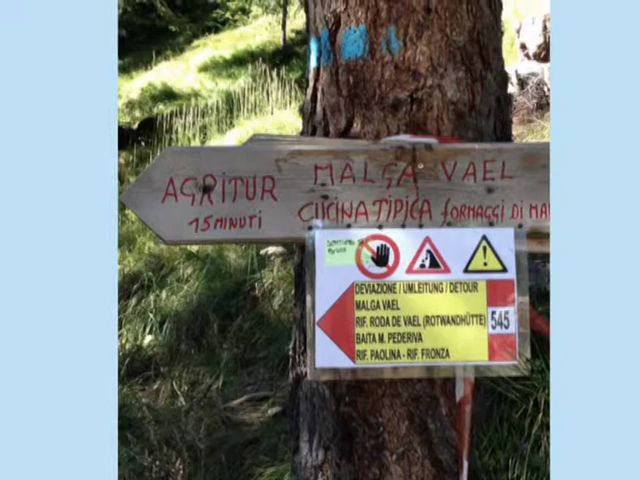 MALGA VAEL
AGRITUR
CUCINA TIPICA FORMAGGI DI MA
15 MINUTI
DEVIAZIONE / UMLEITUNG / DETOUR
MALGA VAEL
RIF. RODA DE VAEL (ROTWANDHÜTTE)
545
BAITA M. PEDERIVA
RIF. PAOLINA - RIF. FRONZA